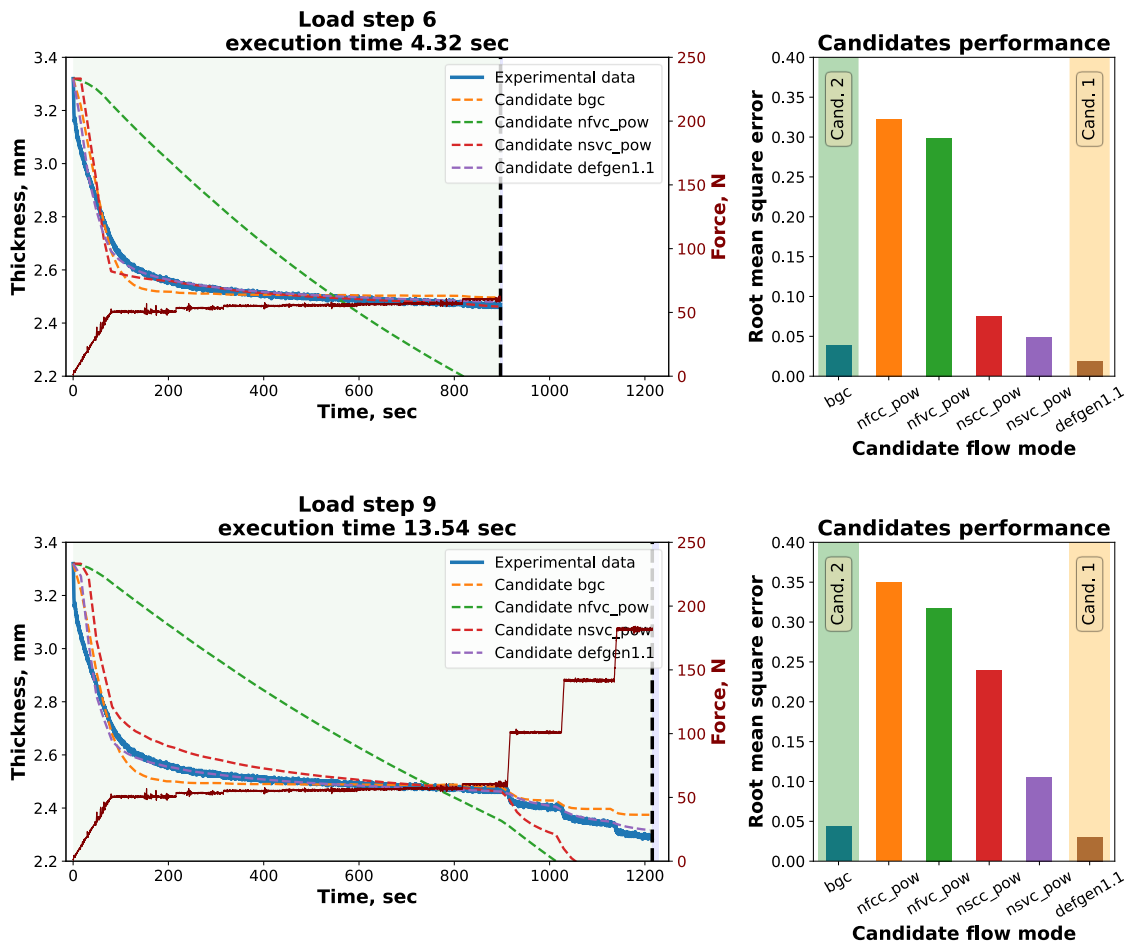 Load step 6
execution time 4.32 sec
3.4
3.2
3.0
2.8
2.6
2.4
2.2
Thickness, mm
0
200
400
600
800
1000
1200
Time, sec
250
200
150
100
50
0
Force, N
Experimental data
Candidate bgc
Candidate nfvc_pow
Candidate nsvc_pow
Candidate defgen1.1
Candidates performance
0.40
0.35
0.30
0.25
0.20
0.15
0.10
0.05
0.00
Root mean square error
Cand. 2
Cand. 1
bgc
nfcc_pow
nfvc_pow
nscc_pow
nsvc_pow
defgen1.1
Candidate flow mode
Load step 9
execution time 13.54 sec
3.4
3.2
3.0
2.8
2.6
2.4
2.2
Thickness, mm
0
200
400
600
800
1000
1200
Time, sec
250
200
150
100
50
0
Force, N
Experimental data
Candidate bgc
Candidate nfvc_pow
Candidate nsvc_pow
Candidate defgen1.1
Candidates performance
0.40
0.35
0.30
0.25
0.20
0.15
0.10
0.05
0.00
Root mean square error
Cand. 2
Cand. 1
bgc
nfcc_pow
nfvc_pow
nscc_pow
nsvc_pow
defgen1.1
Candidate flow mode